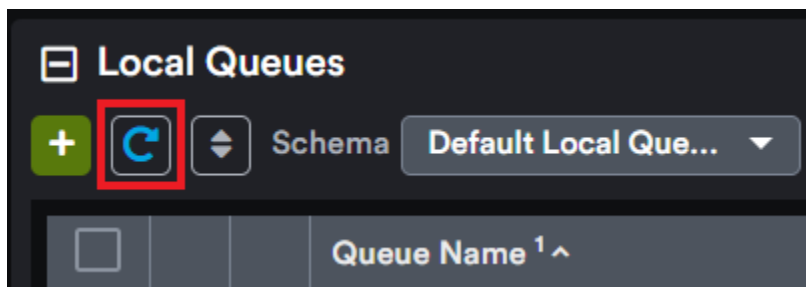 Local Queues
+ Schema Default Local Que...
Queue Name ¹